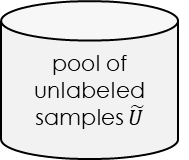 pool of
unlabeled
samples Ũ